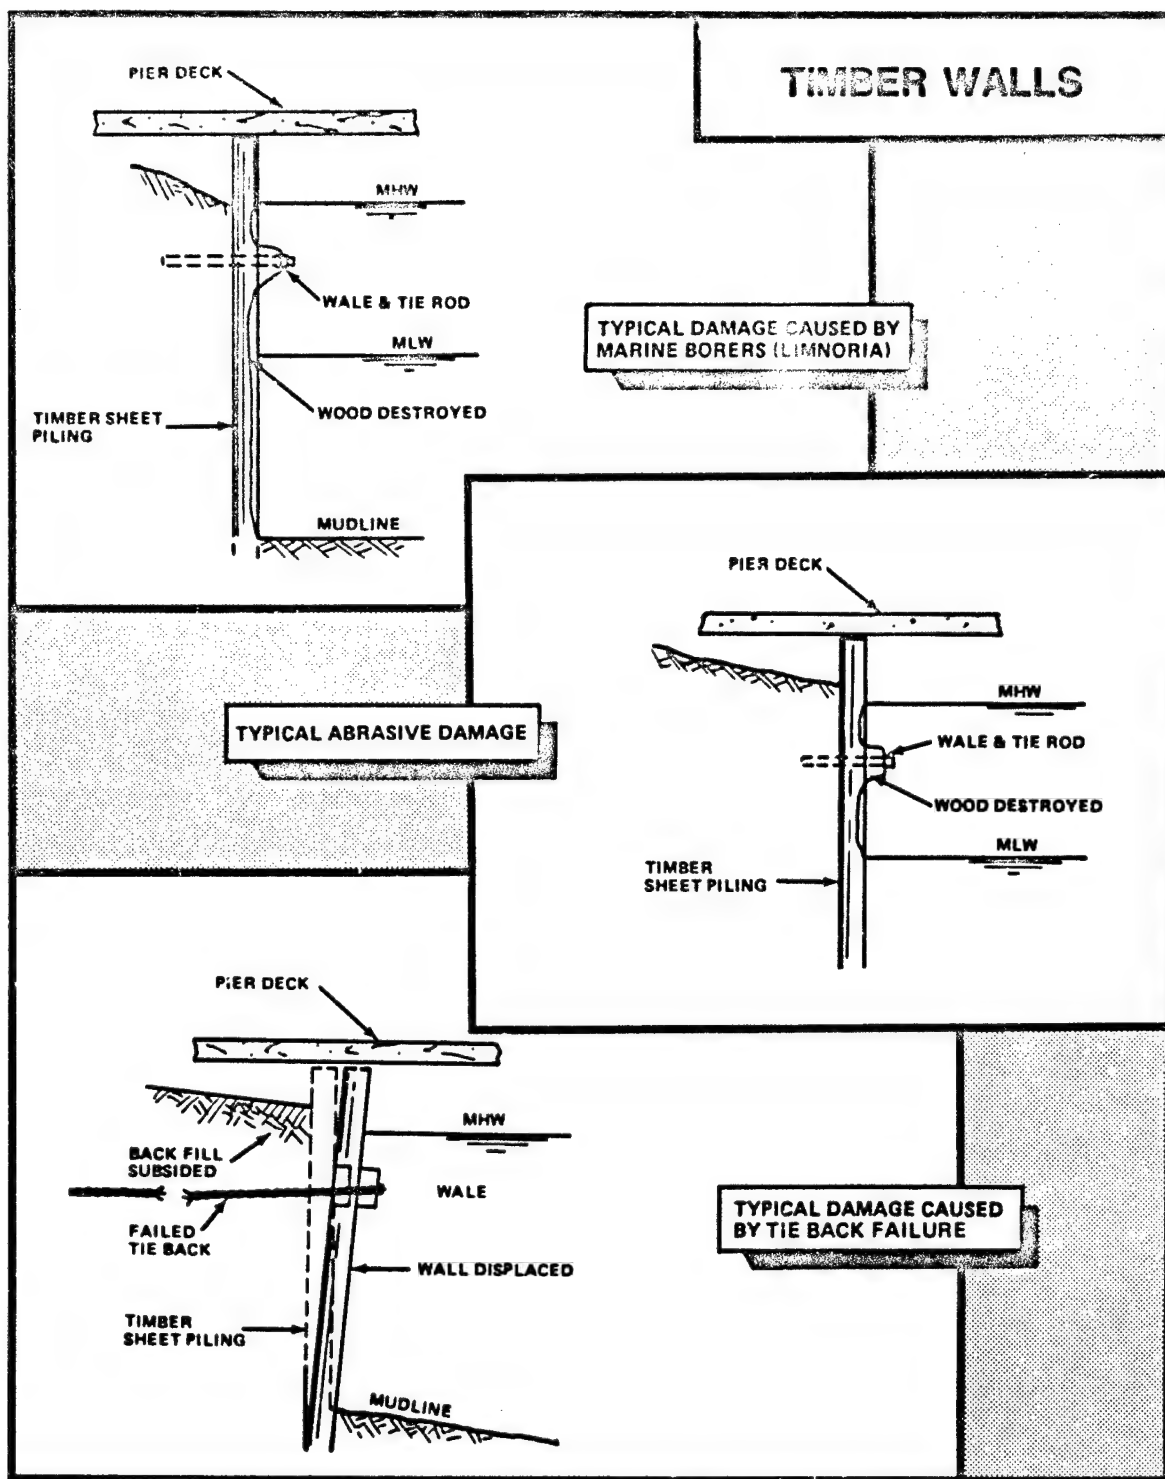 TIMBER WALLS
PIER DECK
MHW
WALE & TIE ROD
MLW
WOOD DESTROYED
TIMBER SHEET
PILING
MUDLINE
TYPICAL DAMAGE CAUSED BY
MARINE BORERS (LIMNORIA)
PIER DECK
MHW
WALE & TIE ROD
WOOD DESTROYED
MLW
TIMBER
SHEET PILING
TYPICAL ABRASIVE DAMAGE
PIER DECK
MHW
BACK FILL
SUBSIDED
WALE
FAILED
TIE BACK
WALL DISPLACED
TIMBER
SHEET PILING
MUDLINE
TYPICAL DAMAGE CAUSED
BY TIE BACK FAILURE